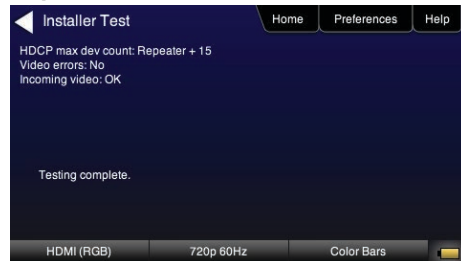 Installer Test
Home
Preferences
Help
HDCP max dev count: Repeater + 15
Video errors: No
Incoming video: OK
Testing complete.
HDMI (RGB)
720p 60Hz
Color Bars